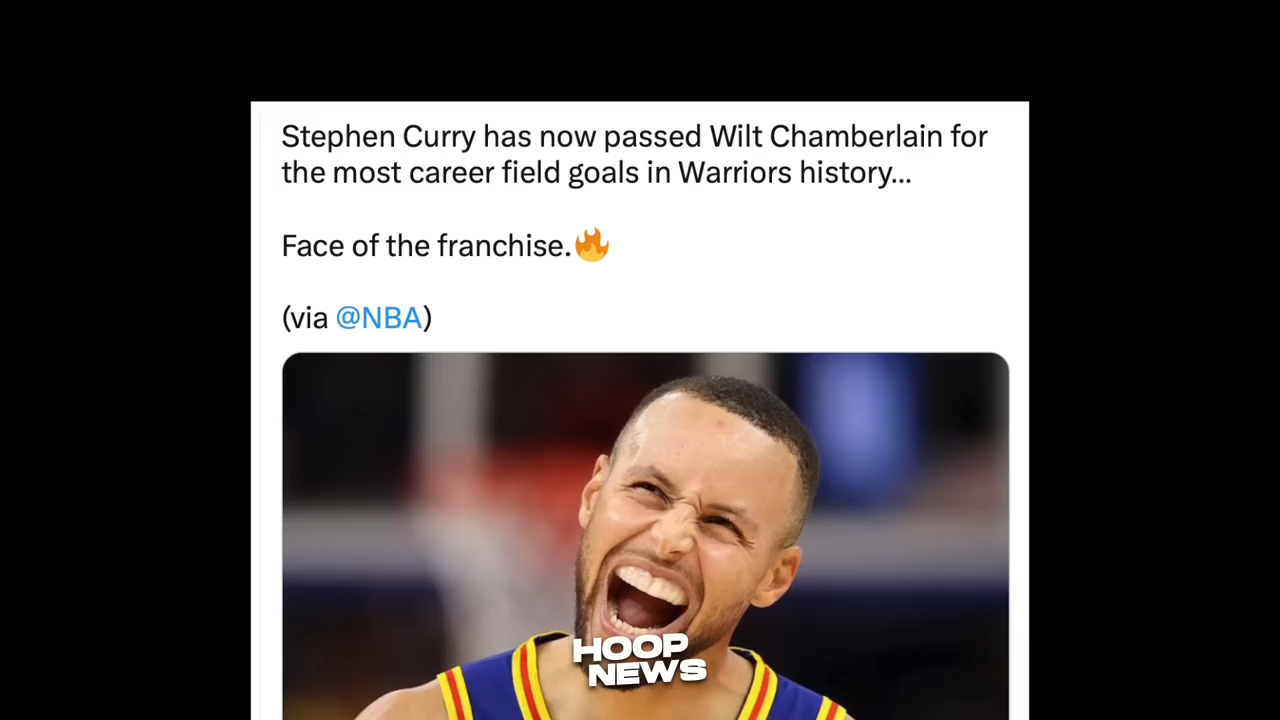 Stephen Curry has now passed Wilt Chamberlain for
the most career field goals in Warriors history...
Face of the franchise.🔥
(via @NBA)
HOOP
NEWS